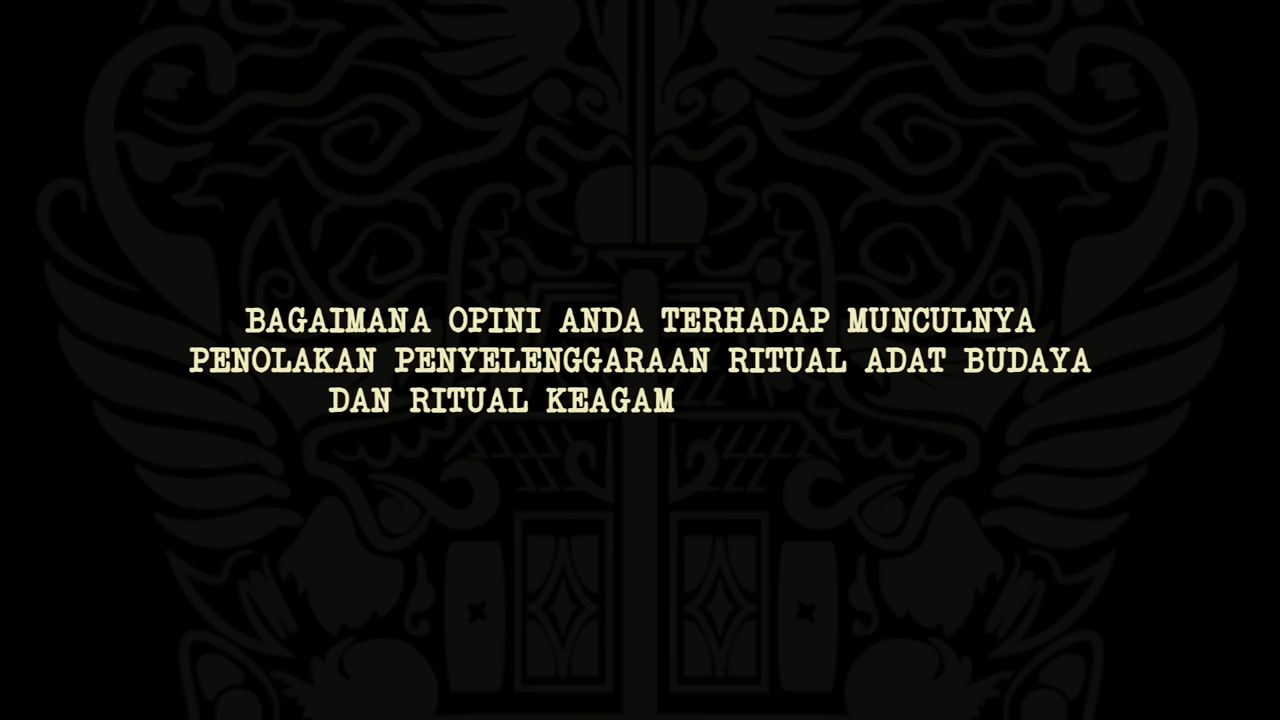 BAGAIMANA OPINI ANDA TERHADAP MUNCULNYA
PENOLAKAN PENYELENGGARAAN RITUAL ADAT BUDAYA
DAN RITUAL KEAGAM